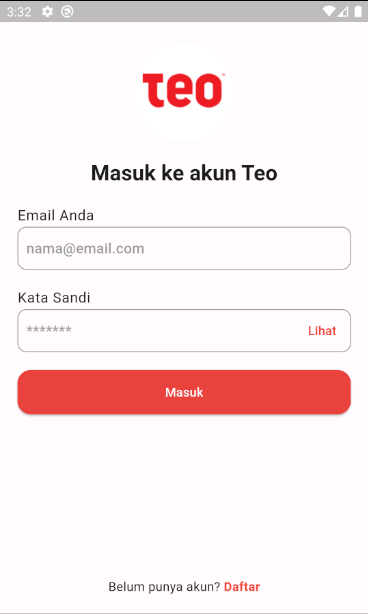 3:32
teo™
Masuk ke akun Teo
Email Anda
nama@email.com
Kata Sandi
******* Lihat
Masuk
Belum punya akun? Daftar